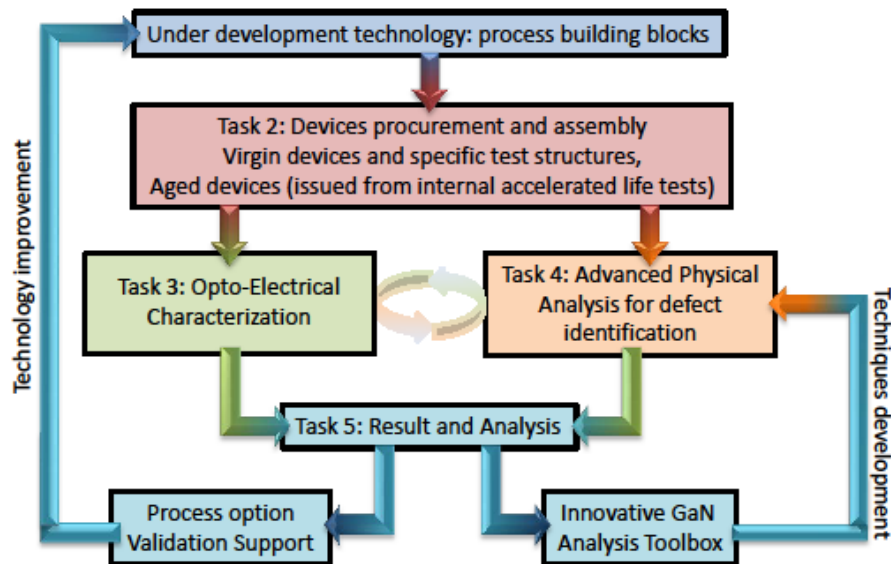 Under development technology: process building blocks
Task 2: Devices procurement and assembly
Virgin devices and specific test structures,
Aged devices (issued from internal accelerated life tests)
Technology improvement
Task 3: Opto-Electrical
Characterization
Task 4: Advanced Physical
Analysis for defect
identification
Techniques development
Task 5: Result and Analysis
Process option
Validation Support
Innovative GaN
Analysis Toolbox